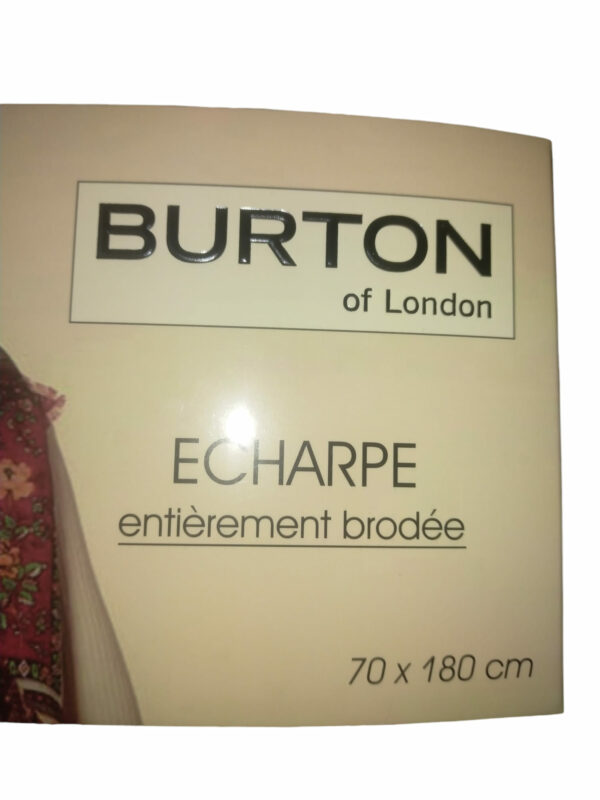 BURTON
of London
ECHARPE
entièrement brodée
70 x 180 cm